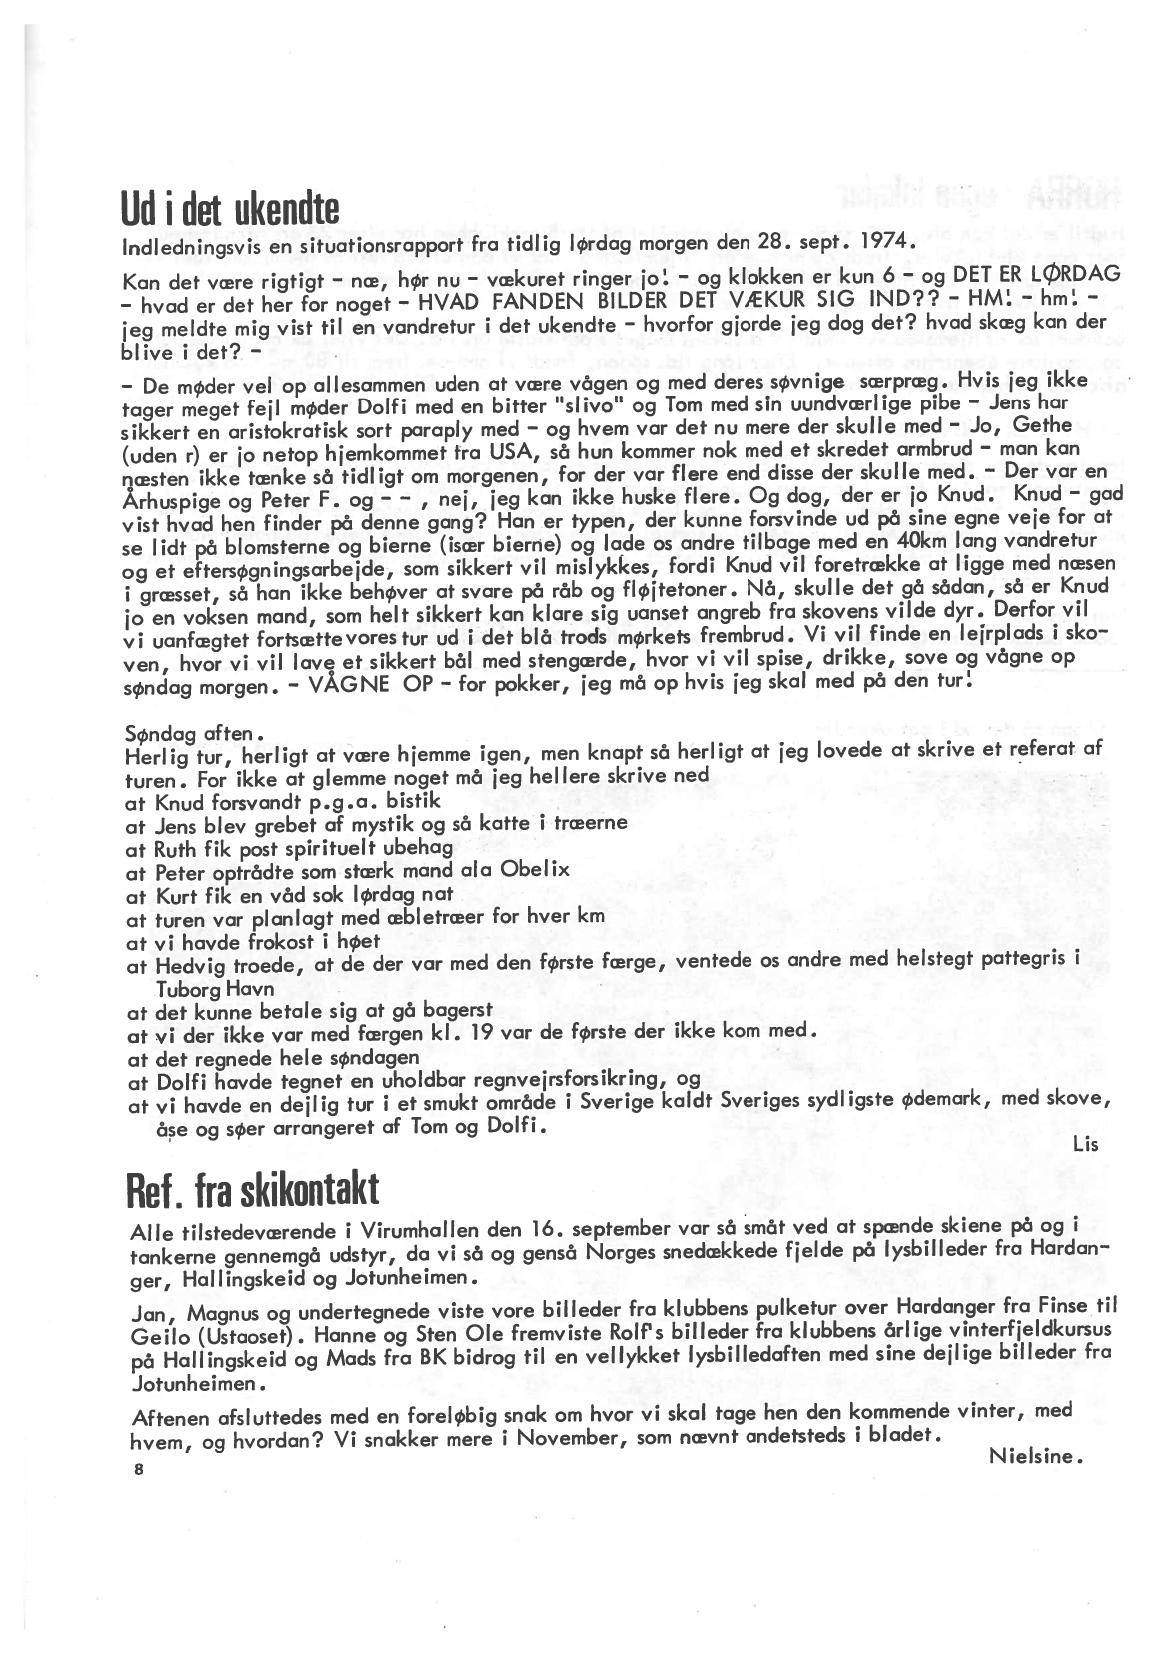 Ud i det ukendte
Indledningsvis en situationsrapport fra tidlig lørdag morgen den 28. sept. 1974.
Kan det være rigtigt - næ, hør nu - vækuret ringer jo! - og klokken er kun 6 - og DET ER LØRDAG
- hvad er det her for noget - HVAD FANDEN BILDER DET VÆKUR SIG IND?? - HM! - hm! -
jeg meldte mig vist til en vandretur i det ukendte - hvorfor gjorde jeg dog det? hvad skæg kan der
blive i det? -
- De møder vel op allesammen uden at være vågen og med deres søvnige særpræg. Hvis jeg ikke
tager meget fejl møder Dolfi med en bitter "slivo" og Tom med sin uundværlige pibe - Jens har
sikkert en aristokratisk sort paraply med - og hvem var det nu mere der skulle med - Jo, Gethe
(uden r) er jo netop hjemkommet fra USA, så hun kommer nok med et skredet armbrud - man kan
næsten ikke tænke så tidligt om morgenen, for der var flere end disse der skulle med. - Der var en
Århuspige og Peter F. og - - , nej, jeg kan ikke huske flere. Og dog, der er jo Knud. Knud - gad
vist hvad hen finder på denne gang? Han er typen, der kunne forsvinde ud på sine egne veje for at
se lidt på blomsterne og bierne (især bierne) og lade os andre tilbage med en 40km lang vandretur
og et eftersøgningsarbejde, som sikkert vil mislykkes, fordi Knud vil foretrække at ligge med næsen
i græsset, så han ikke behøver at svare på råb og fløjtetoner. Nå, skulle det gå sådan, så er Knud
jo en voksen mand, som helt sikkert kan klare sig uanset angreb fra skovens vilde dyr. Derfor vil
vi uanfægtet fortsætte vores tur ud i det blå trods mørkets frembrud. Vi vil finde en lejrplads i sko-
ven, hvor vi vil lave et sikkert bål med stengærde, hvor vi vil spise, drikke, sove og vågne op
søndag morgen. - VÅGNE OP - for pokker, jeg må op hvis jeg skal med på den tur!
Søndag aften.
Herlig tur, herligt at være hjemme igen, men knapt så herligt at jeg lovede at skrive et referat af
turen. For ikke at glemme noget må jeg hellere skrive ned
at Knud forsvandt p.g.a. bistik
at Jens blev grebet af mystik og så katte i træerne
at Ruth fik post spirituelt ubehag
at Peter optrådte som stærk mand ala Obelix
at Kurt fik en våd sok lørdag nat
at turen var planlagt med æbletræer for hver km
at vi havde frokost i høet
at Hedvig troede, at de der var med den første færge, ventede os andre med helstegt pattegris i
Tuborg Havn
at det kunne betale sig at gå bagerst
at vi der ikke var med færgen kl. 19 var de første der ikke kom med.
at det regnede hele søndagen
at Dolfi havde tegnet en uholdbar regnvejrsforsikring, og
at vi havde en dejlig tur i et smukt område i Sverige kaldt Sveriges sydligste ødemark, med skove,
åse og søer arrangeret af Tom og Dolfi.
Lis
Ref. fra skikontakt
Alle tilstedeværende i Virumhallen den 16. september var så småt ved at spænde skiene på og i
tankerne gennemgå udstyr, da vi så og genså Norges snedækkede fjelde på lysbilleder fra Hardan-
ger, Hallingskeid og Jotunheimen.
Jan, Magnus og undertegnede viste vore billeder fra klubbens pulketur over Hardanger fra Finse til
Geilo (Ustaoset). Hanne og Sten Ole fremviste Rolf's billeder fra klubbens årlige vinterfjeldkursus
på Hallingskeid og Mads fra BK bidrog til en vellykket lysbilledaften med sine dejlige billeder fra
Jotunheimen.
Aftenen afsluttedes med en foreløbig snak om hvor vi skal tage hen den kommende vinter, med
hvem, og hvordan? Vi snakker mere i November, som nævnt andetsteds i bladet.
Nielsine.
8